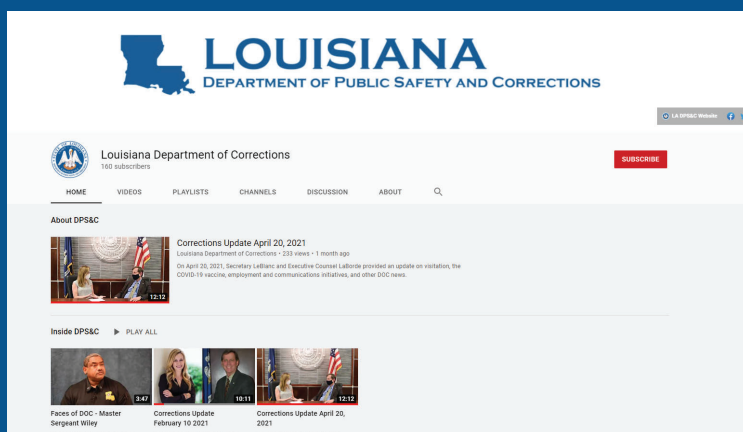 LOUISIANA
DEPARTMENT OF PUBLIC SAFETY AND CORRECTIONS
LA DPS&C Website
Louisiana Department of Corrections
160 subscribers
SUBSCRIBE
HOME VIDEOS PLAYLISTS CHANNELS DISCUSSION ABOUT
About DPS&C
Corrections Update April 20, 2021
Louisiana Department of Corrections • 233 views • 1 month ago
On April 20, 2021, Secretary LeBlanc and Executive Counsel LaBorde provided an update on visitation, the
COVID-19 vaccine, employment and communications initiatives, and other DOC news.
12:12
Inside DPS&C PLAY ALL
3:47 10:11 12:12
Faces of DOC - Master Corrections Update Corrections Update April 20,
Sergeant Wiley February 10 2021 2021